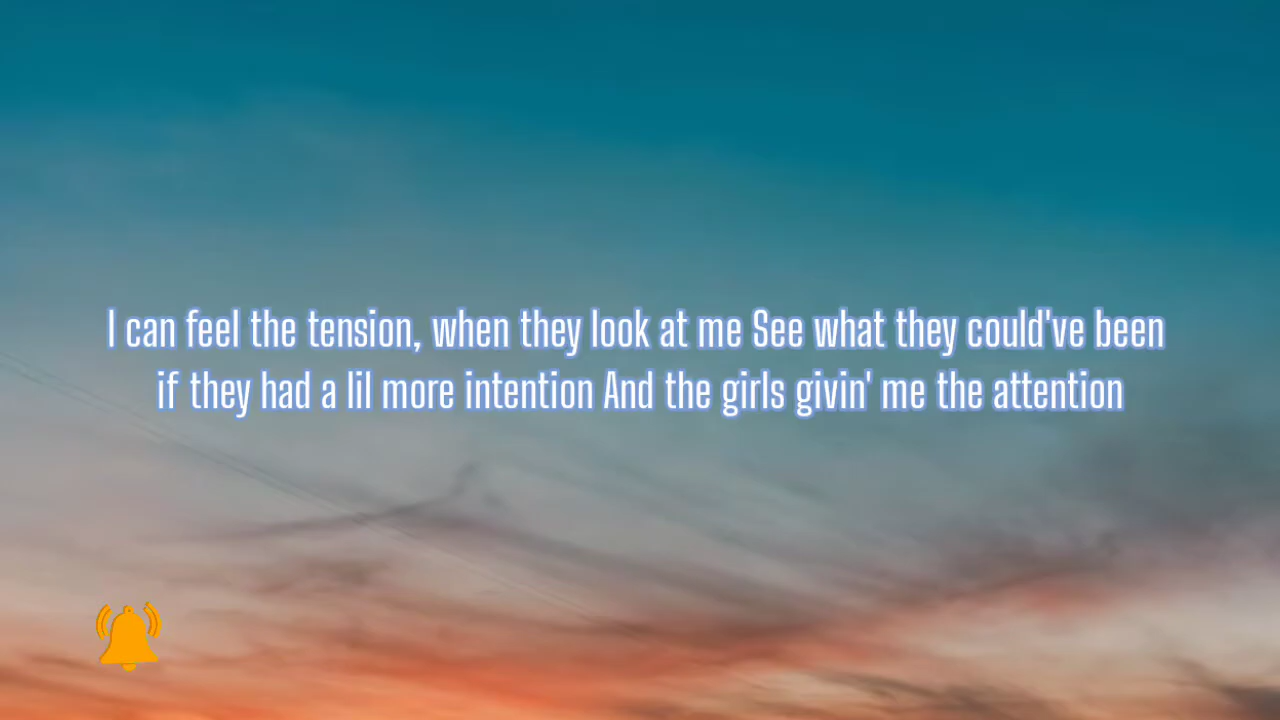 I can feel the tension, when they look at me See what they could've been
if they had a lil more intention And the girls givin' me the attention